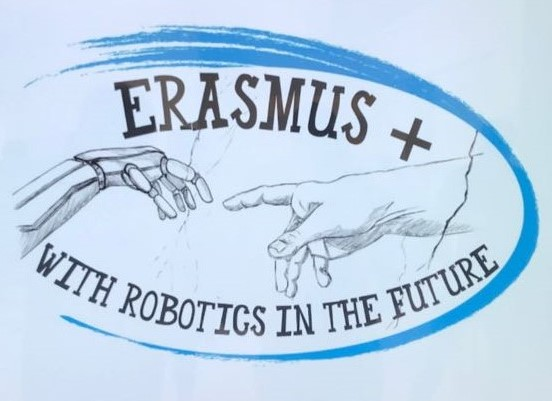 ERASMUS +
WITH ROBOTICS IN THE FUTURE